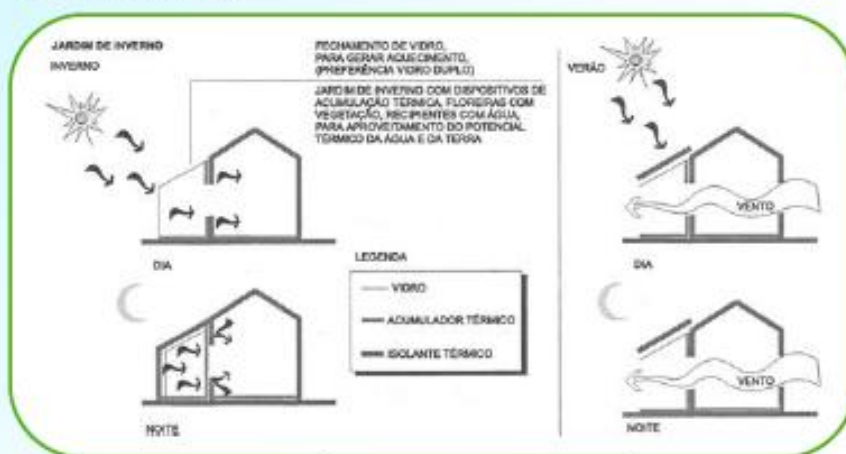 JARDIM DE INVERNO
INVERNO
FECHAMENTO DE VIDRO,
PARA GERAR AQUECIMENTO,
(PREFERÊNCIA VIDRO DUPLO)
JARDIM DE INVERNO COM DISPOSITIVOS DE
ACUMULAÇÃO TÉRMICA, FLOREIRAS COM
VEGETAÇÃO, RECIPIENTES COM ÁGUA,
PARA APROVEITAMENTO DO POTENCIAL
TÉRMICO DA ÁGUA E DA TERRA
DIA
LEGENDA
VIDRO
ACUMULADOR TÉRMICO
ISOLANTE TÉRMICO
NOITE
VERÃO
VENTO
DIA
VENTO
NOITE